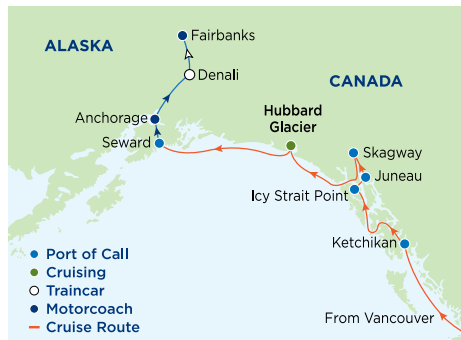 Fairbanks
ALASKA
Denali
CANADA
Hubbard
Glacier
Anchorage
Seward
Skagway
Juneau
Icy Strait Point
Ketchikan
Port of Call
Cruising
Traincar
Motorcoach
Cruise Route
From Vancouver